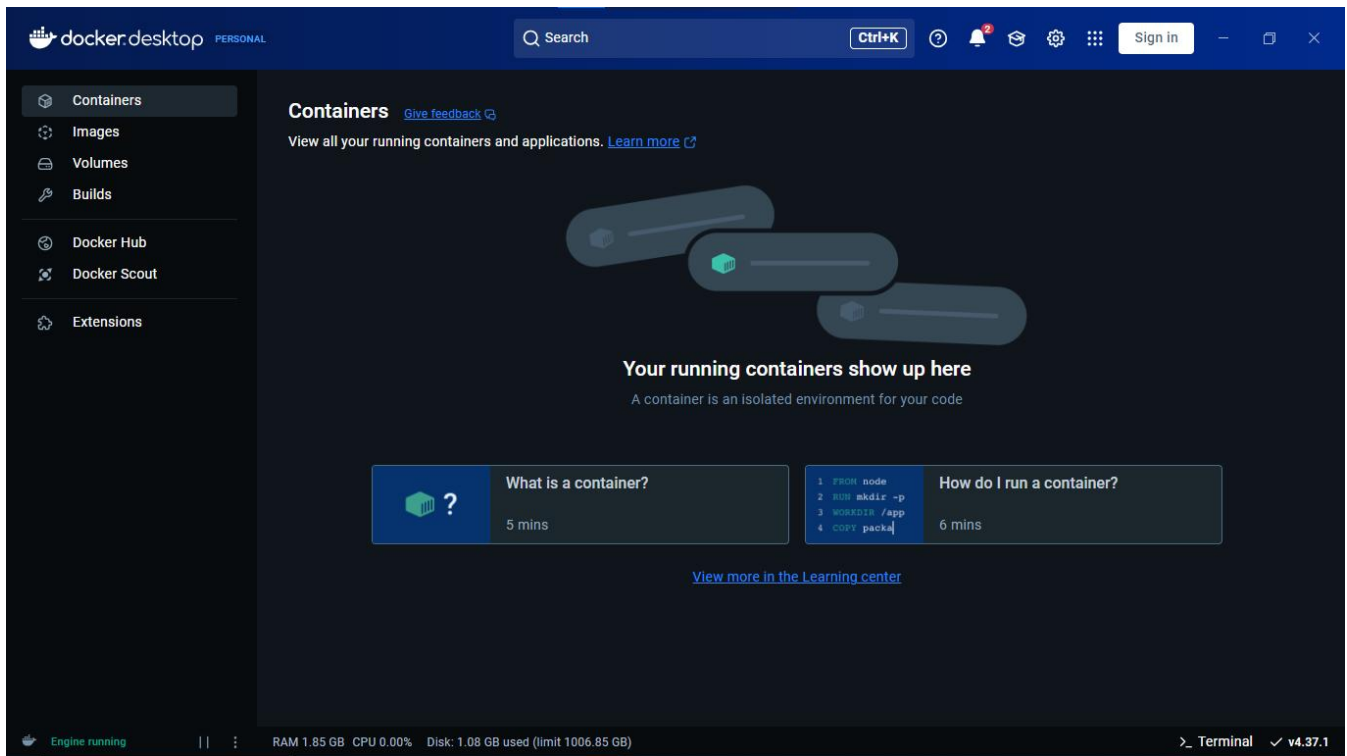 docker.desktop PERSONAL
Search
Ctrl+K
2
Sign in
Containers
Images
Volumes
Builds
Docker Hub
Docker Scout
Extensions
Containers Give feedback
View all your running containers and applications. Learn more
Your running containers show up here
A container is an isolated environment for your code
?
What is a container?
5 mins
1 FROM node
2 RUN mkdir -p
3 WORKDIR /app
4 COPY packa
How do I run a container?
6 mins
View more in the Learning center
Engine running
RAM 1.85 GB CPU 0.00% Disk: 1.08 GB used (limit 1006.85 GB)
>_ Terminal
v4.37.1